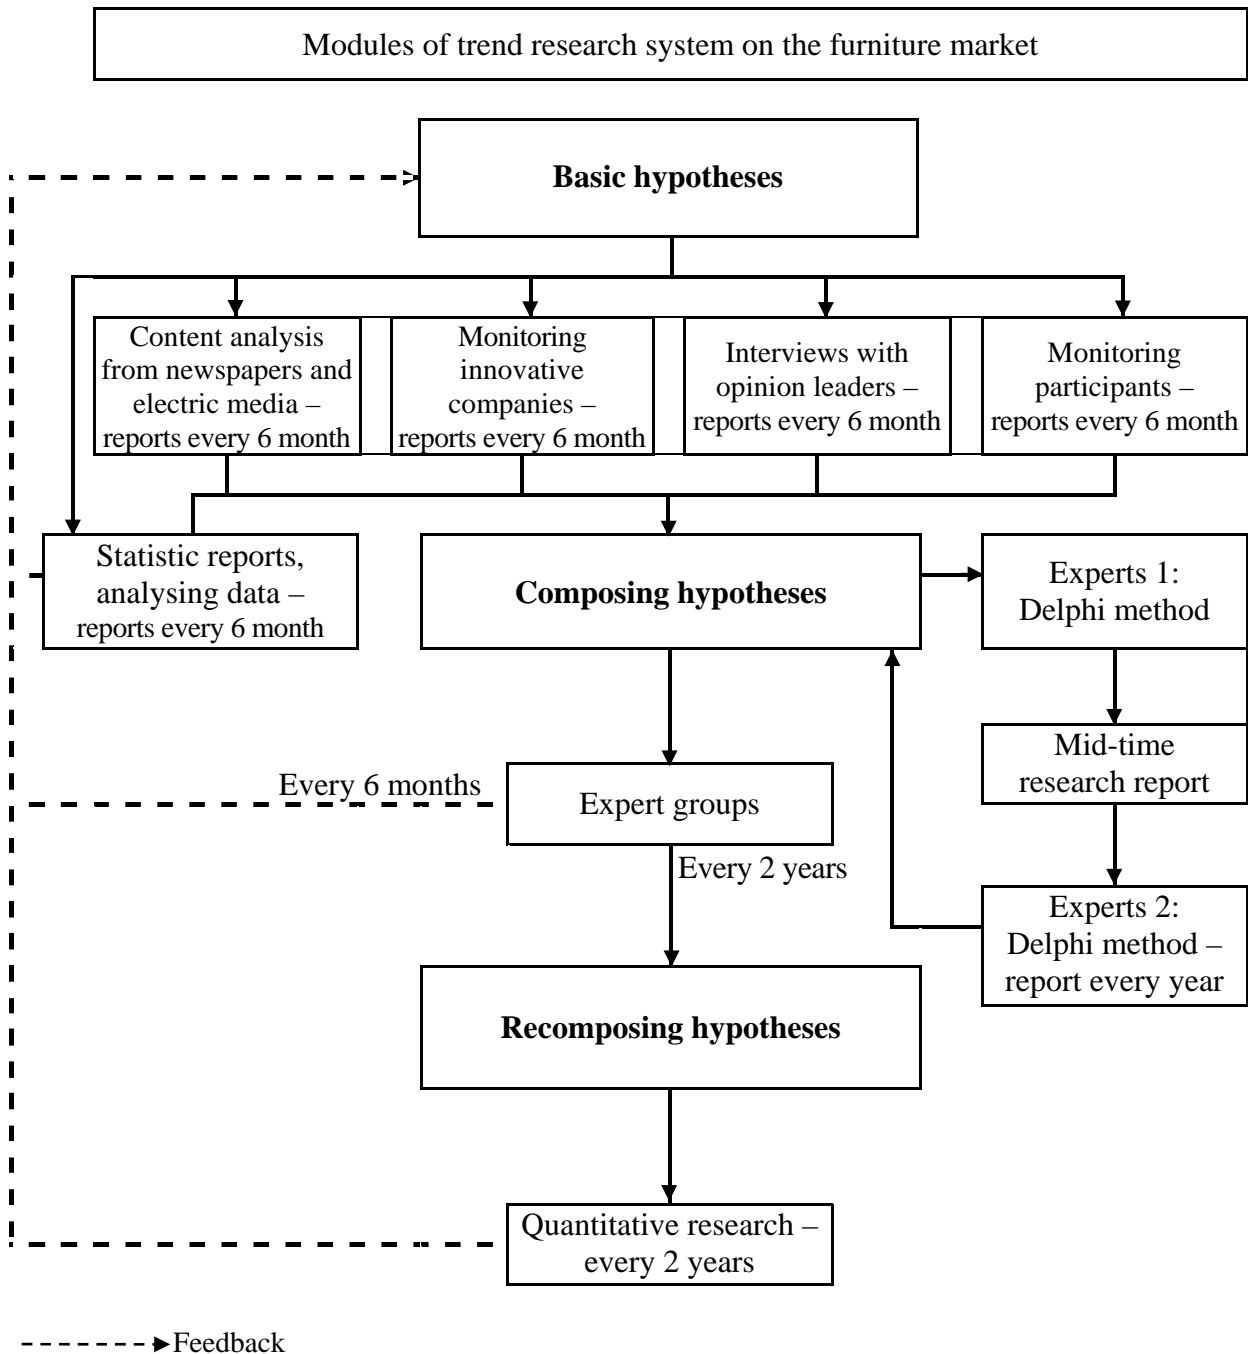 Modules of trend research system on the furniture market
Basic hypotheses
Content analysis
from newspapers and
electric media –
reports every 6 month
Monitoring
innovative
companies –
reports every 6 month
Interviews with
opinion leaders –
reports every 6 month
Monitoring
participants –
reports every 6 month
Statistic reports,
analysing data –
reports every 6 month
Composing hypotheses
Experts 1:
Delphi method
Mid-time
research report
Every 6 months
Expert groups
Every 2 years
Experts 2:
Delphi method –
report every year
Recomposing hypotheses
Quantitative research –
every 2 years
Feedback